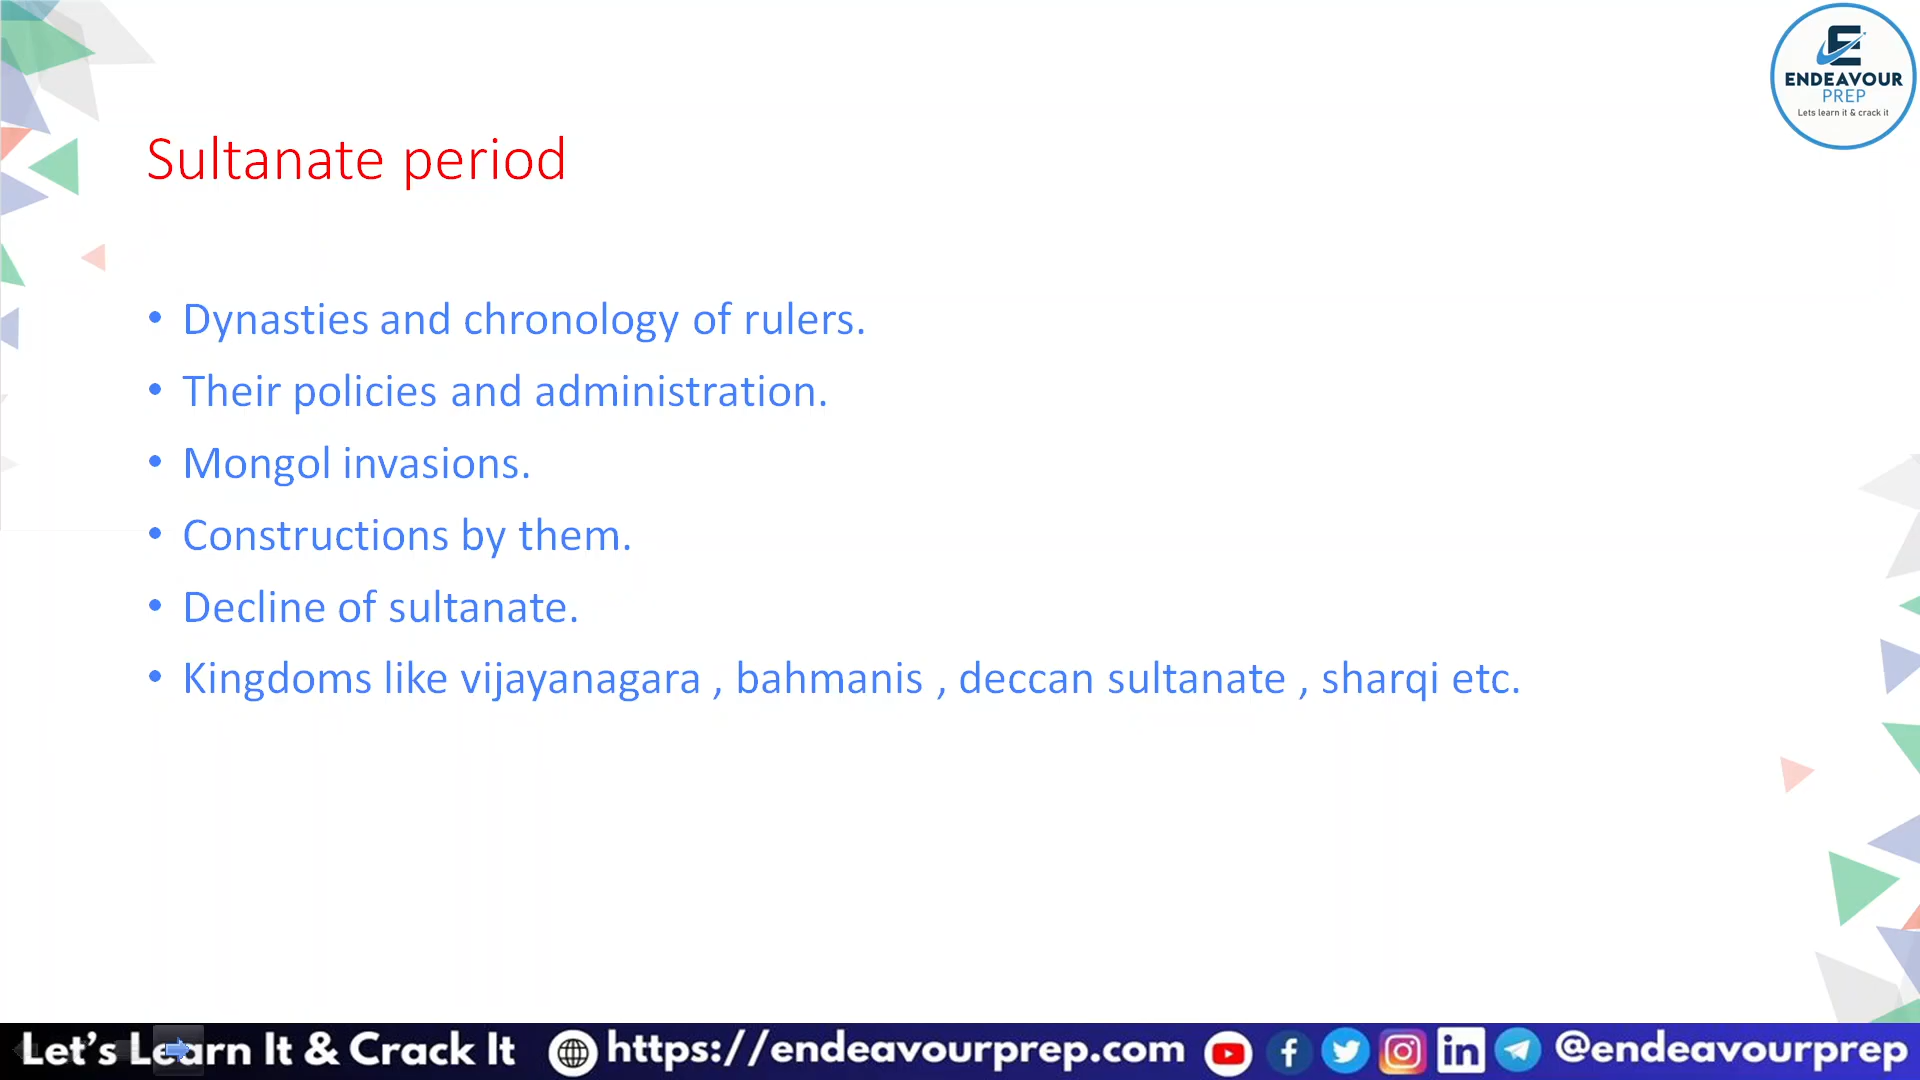 ENDEAVOUR
PREP
Lets learn it & crack it
Sultanate period
• Dynasties and chronology of rulers.
• Their policies and administration.
• Mongol invasions.
• Constructions by them.
• Decline of sultanate.
• Kingdoms like vijayanagara , bahmanis , deccan sultanate , sharqi etc.
Let's Learn It & Crack It https://endeavourprep.com @endeavourprep